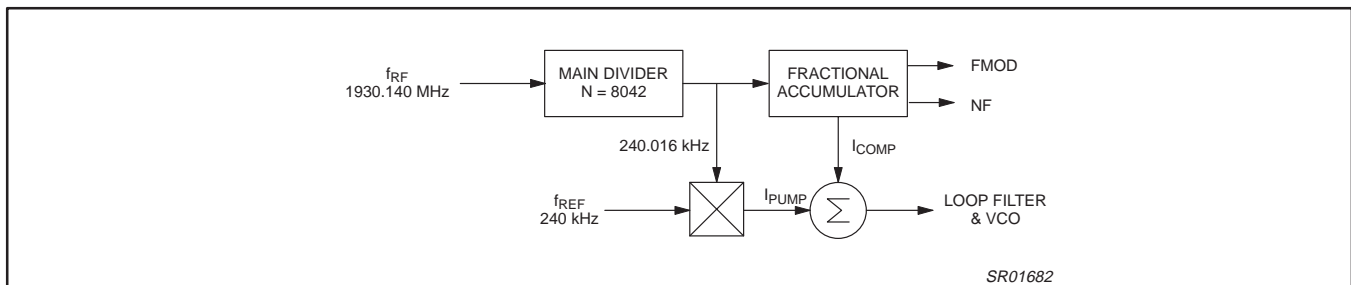 f_RF
1930.140 MHz
MAIN DIVIDER
N = 8042
FRACTIONAL
ACCUMULATOR
FMOD
NF
240.016 kHz
I_COMP
f_REF
240 kHz
I_PUMP
Σ
LOOP FILTER
& VCO
SR01682